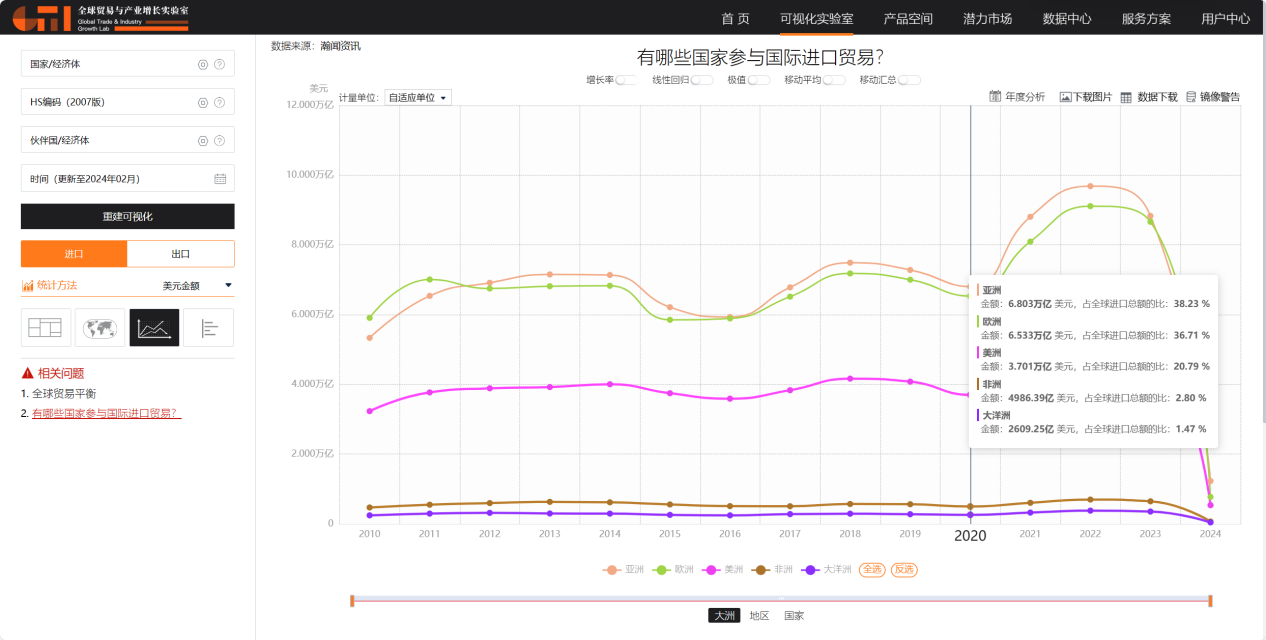 全球贸易与产业增长实验室
Global Trade & Industry
Growth Lab
首 页
可视化实验室
产品空间
潜力市场
数据中心
服务方案
用户中心
国家/经济体
HS编码（2007版）
伙伴国/经济体
时间（更新至2024年02月）
重建可视化
进口
出口
统计方法
美元金额
相关问题
1. 全球贸易平衡
2. 有哪些国家参与国际进口贸易？
数据来源：瀚闻资讯
有哪些国家参与国际进口贸易?
增长率
线性回归
极值
移动平均
移动汇总
美元
计量单位：
自适应单位
年度分析
下载图片
数据下载
镜像警告
12.000万亿
10.000万亿
8.000万亿
6.000万亿
4.000万亿
2.000万亿
0
亚洲
金额：6.803万亿 美元，占全球进口总额的比：38.23 %
欧洲
金额：6.533万亿 美元，占全球进口总额的比：36.71 %
美洲
金额：3.701万亿 美元，占全球进口总额的比：20.79 %
非洲
金额：4986.39亿 美元，占全球进口总额的比：2.80 %
大洋洲
金额：2609.25亿 美元，占全球进口总额的比：1.47 %
2010 2011 2012 2013 2014 2015 2016 2017 2018 2019 2020 2021 2022 2023 2024
亚洲 欧洲 美洲 非洲 大洋洲 全选 反选
大洲 地区 国家